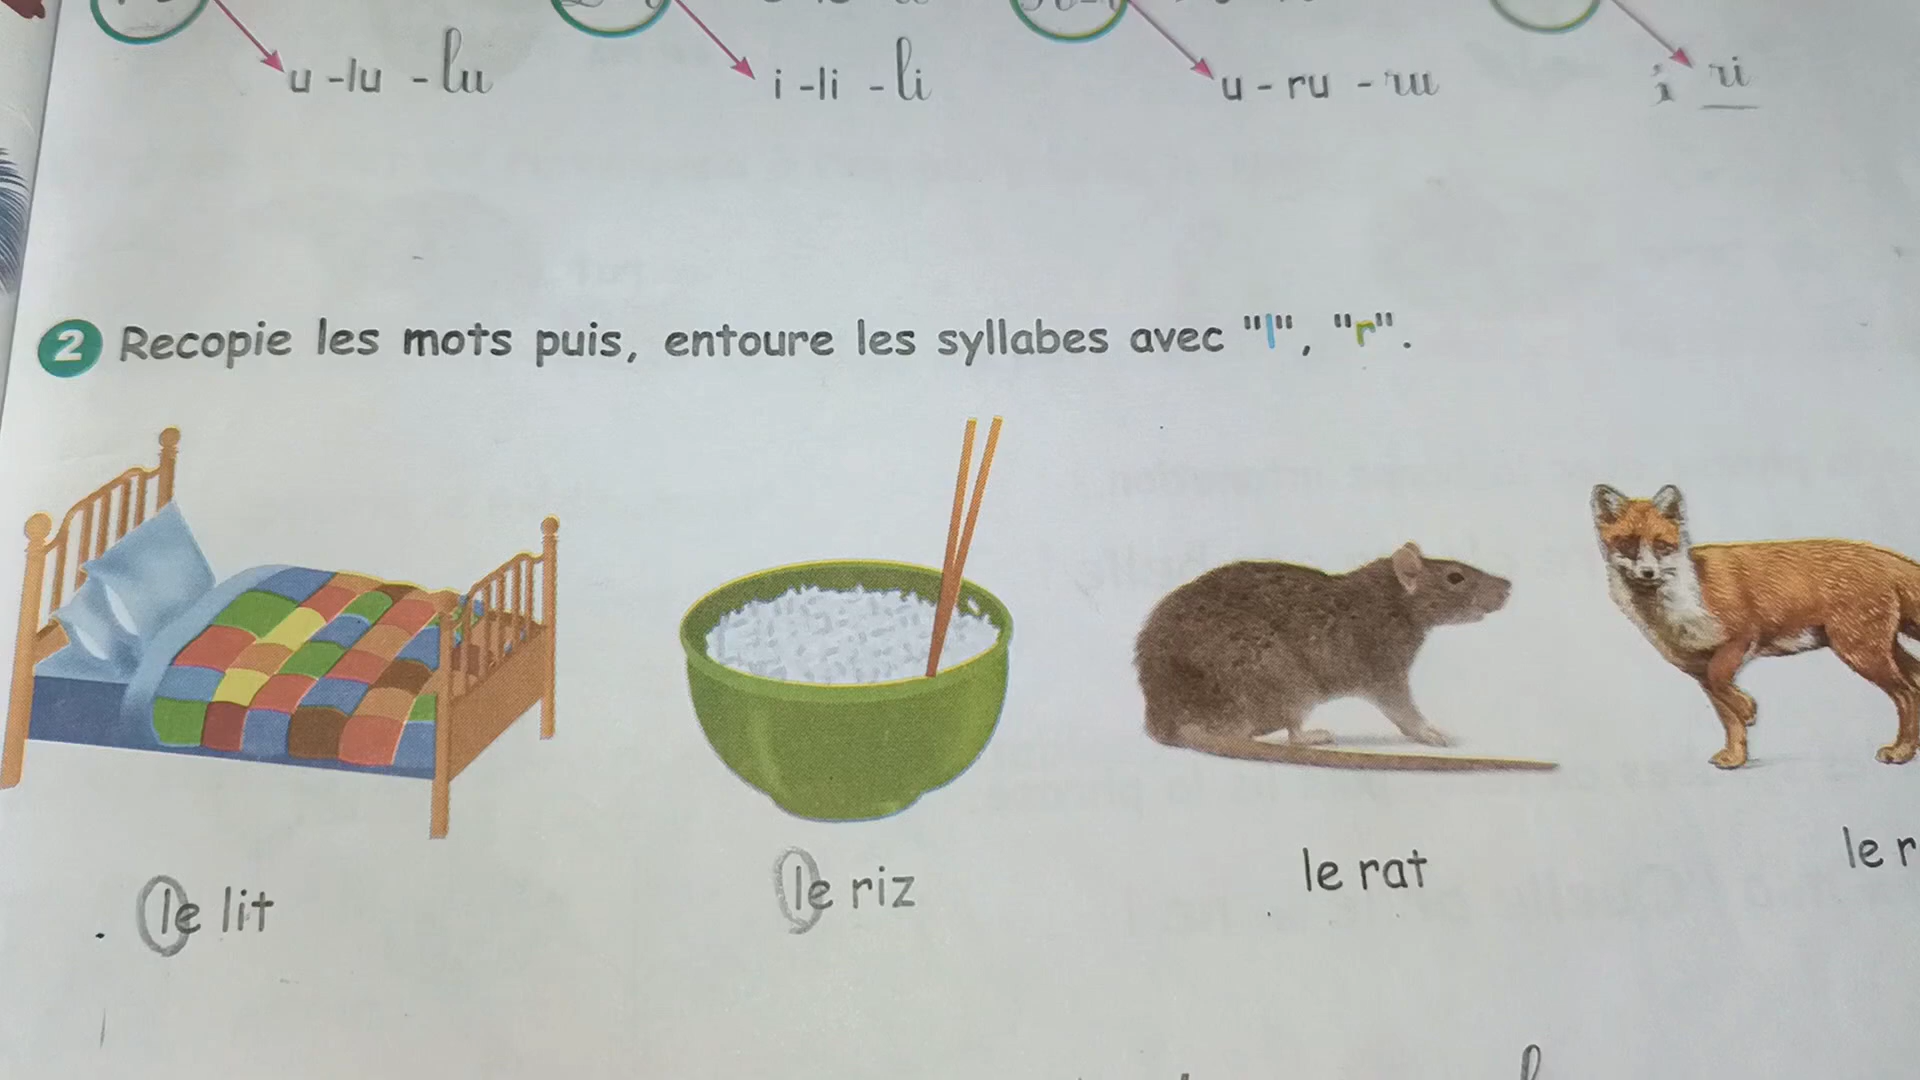 u - lu - lu
i - li - li
u - ru - ru
i ri
2 Recopie les mots puis, entoure les syllabes avec "l", "r".
le lit
le riz
le rat
le r